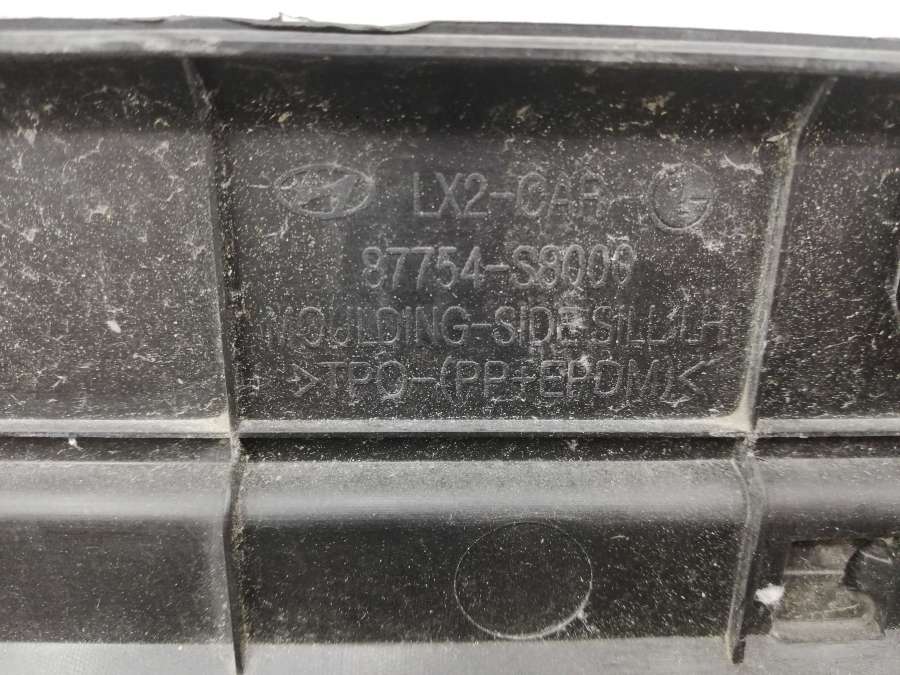 LX2-CAR
87754-S8000
MOULDING-SIDE SILL LH
>TPO-(PP+EPDM)<